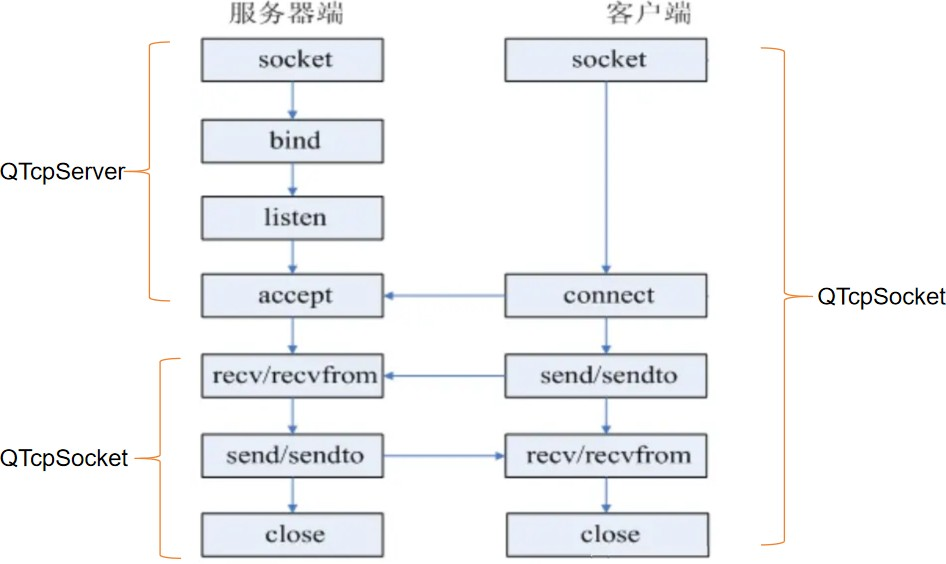 服务器端
客户端
socket
socket
bind
QTcpServer
listen
accept
connect
QTcpSocket
recv/recvfrom
send/sendto
QTcpSocket
send/sendto
recv/recvfrom
close
close